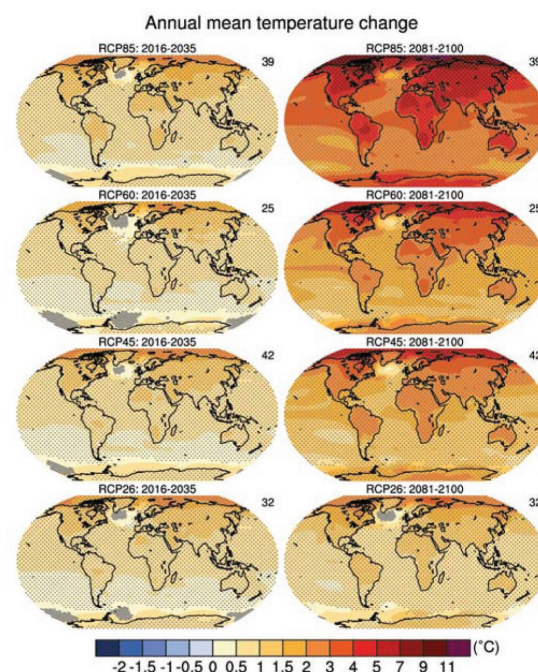 Annual mean temperature change
RCP85: 2016-2035
39
RCP85: 2081-2100
39
RCP60: 2016-2035
25
RCP60: 2081-2100
25
RCP45: 2016-2035
42
RCP45: 2081-2100
42
RCP26: 2016-2035
32
RCP26: 2081-2100
32
-2 -1.5 -1 -0.5 0 0.5 1 1.5 2 3 4 5 7 9 11 (°C)